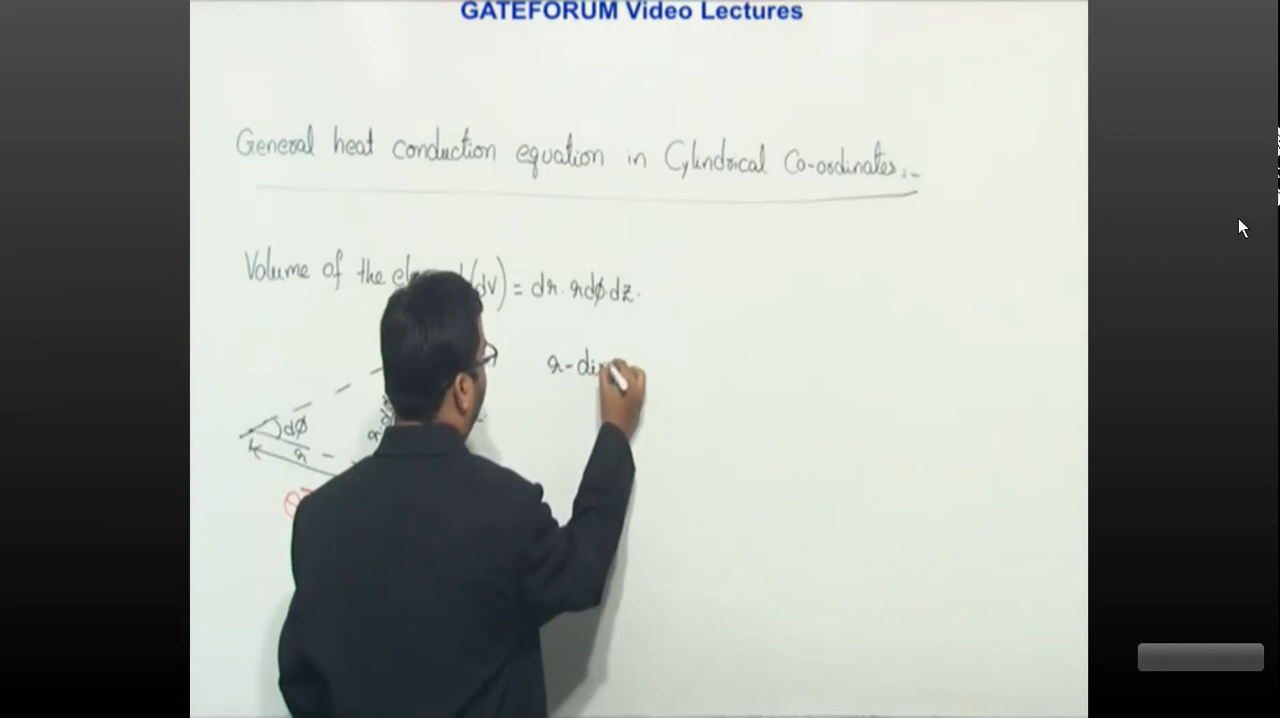 GATEFORUM Video Lectures
General heat conduction equation in Cylindrical Co-ordinates:-
Volume of the (dV) = dr. rdϕ.dz.
r-dir
dϕ
r